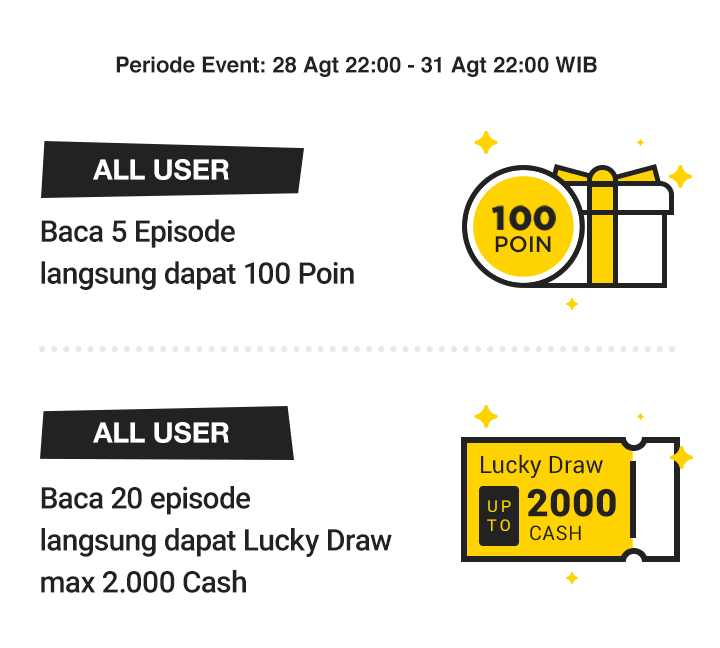 Periode Event: 28 Agt 22:00 - 31 Agt 22:00 WIB
ALL USER
Baca 5 Episode
langsung dapat 100 Poin
100
POIN
ALL USER
Baca 20 episode
langsung dapat Lucky Draw
max 2.000 Cash
Lucky Draw
UP
TO
2000
CASH